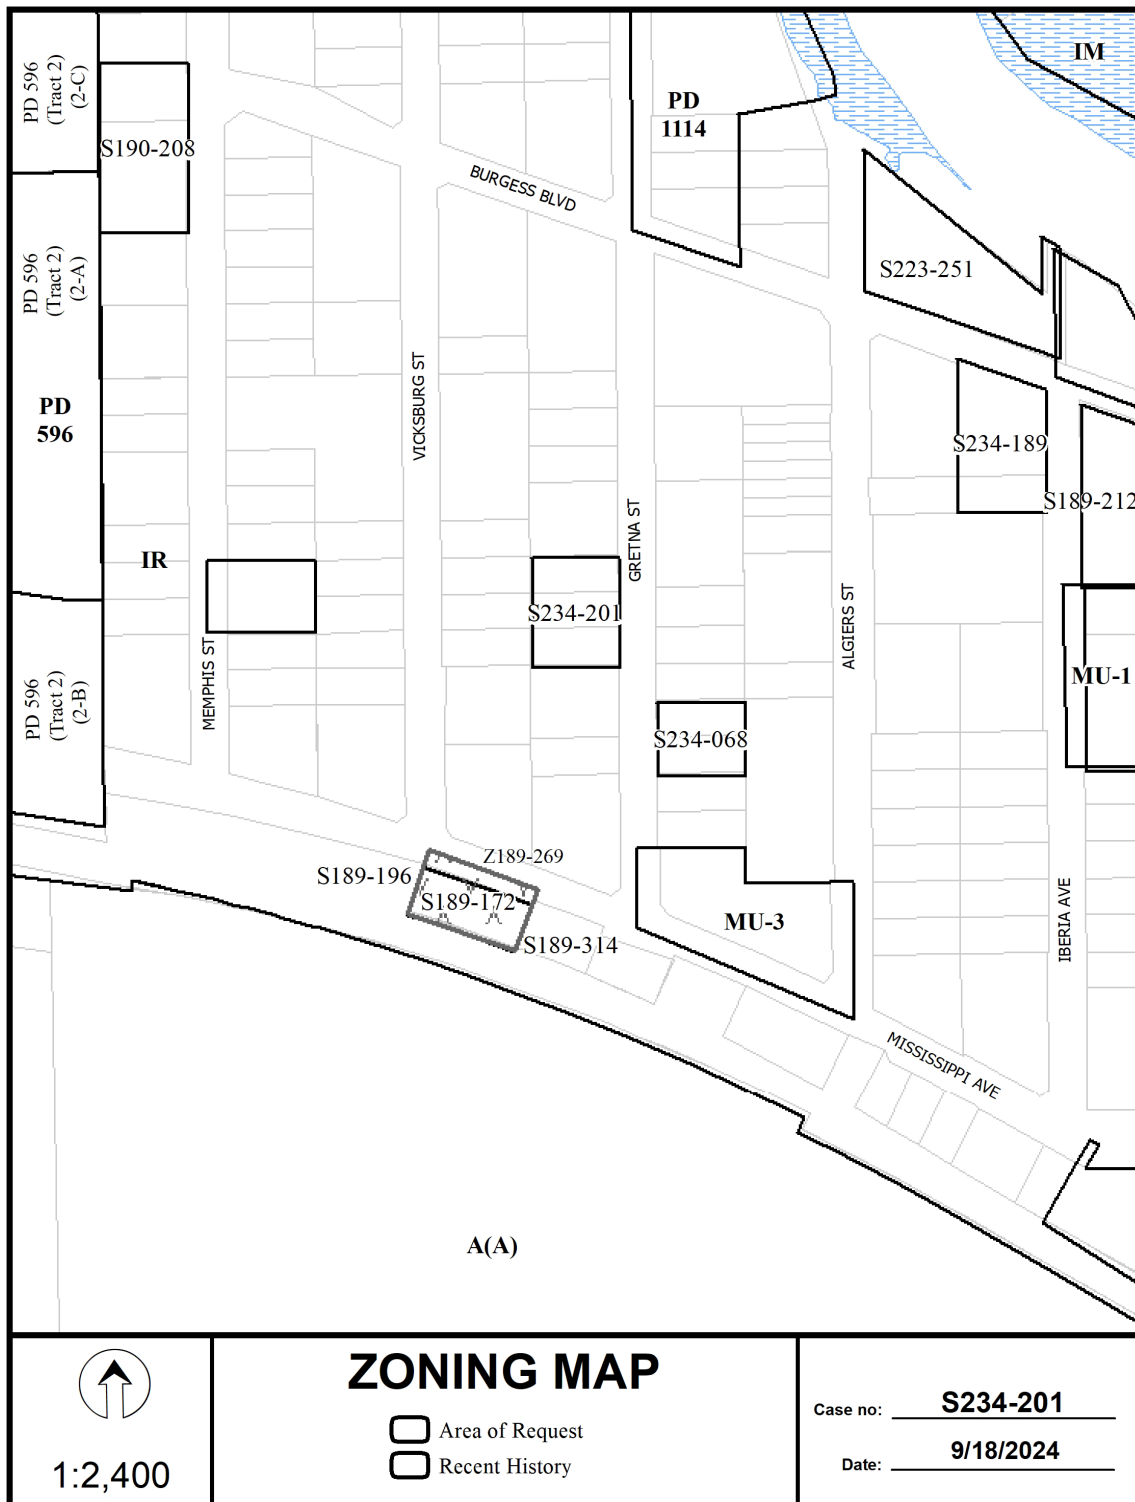 PD 596
(Tract 2)
(2-C)
S190-208
PD
1114
IM
BURGESS BLVD
PD 596
(Tract 2)
(2-A)
S223-251
VICKSBURG ST
PD
596
S234-189
S189-212
GRETNA ST
IR
S234-201
ALGIERS ST
MEMPHIS ST
MU-1
PD 596
(Tract 2)
(2-B)
S234-068
Z189-269
S189-196
S189-172
MU-3
IBERIA AVE
S189-314
MISSISSIPPI AVE
A(A)
1:2,400
ZONING MAP
Area of Request
Recent History
Case no: S234-201
Date: 9/18/2024